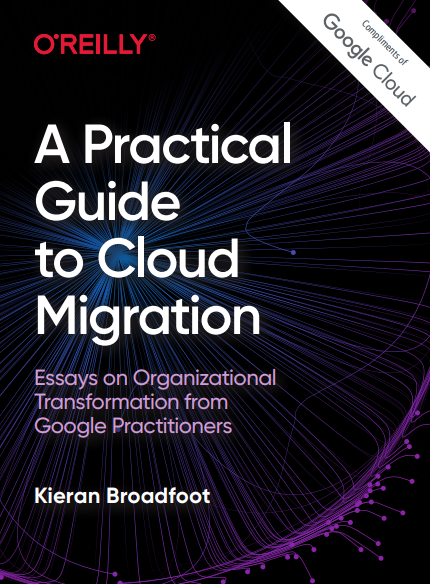 O'REILLY®
Compliments of
Google Cloud
A Practical
Guide
to Cloud
Migration
Essays on Organizational
Transformation from
Google Practitioners
Kieran Broadfoot